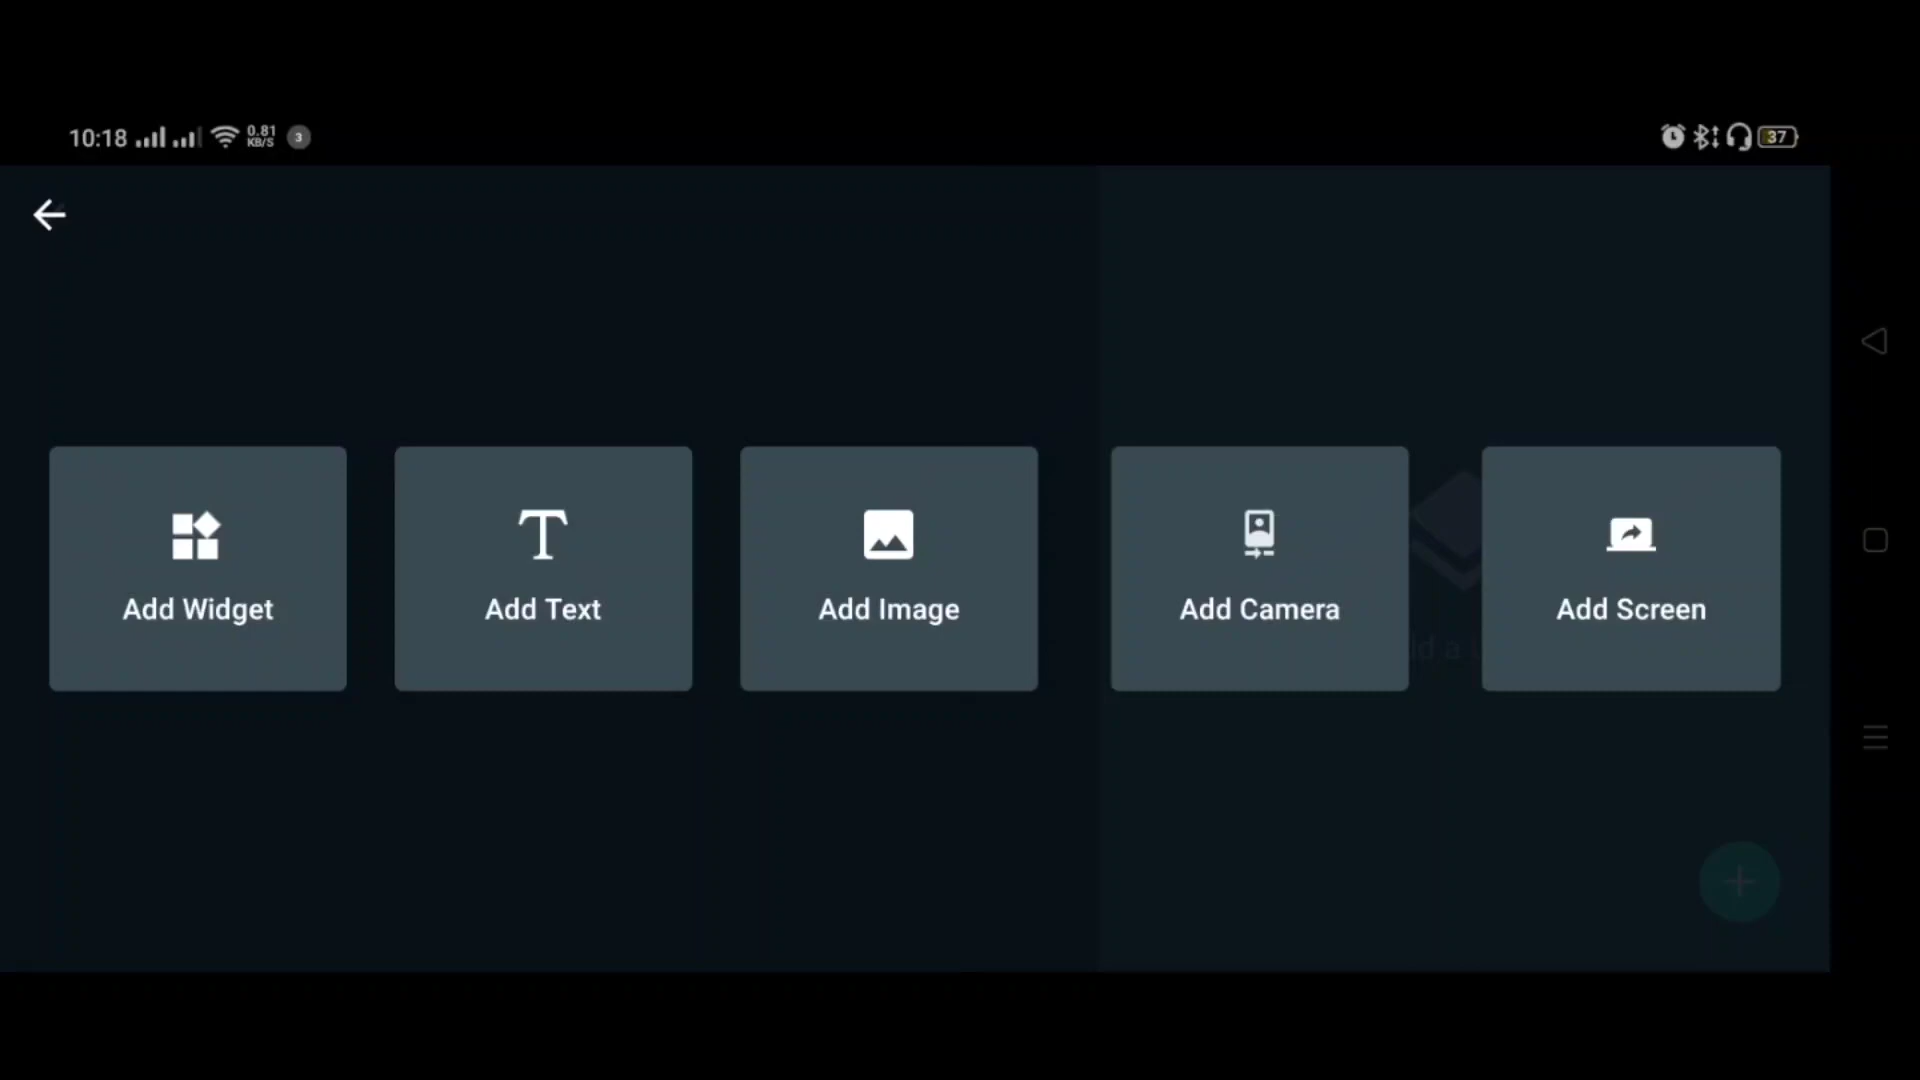 10:18 0.81 KB/S 3 37
Add Widget
Add Text
Add Image
Add Camera
Add Screen